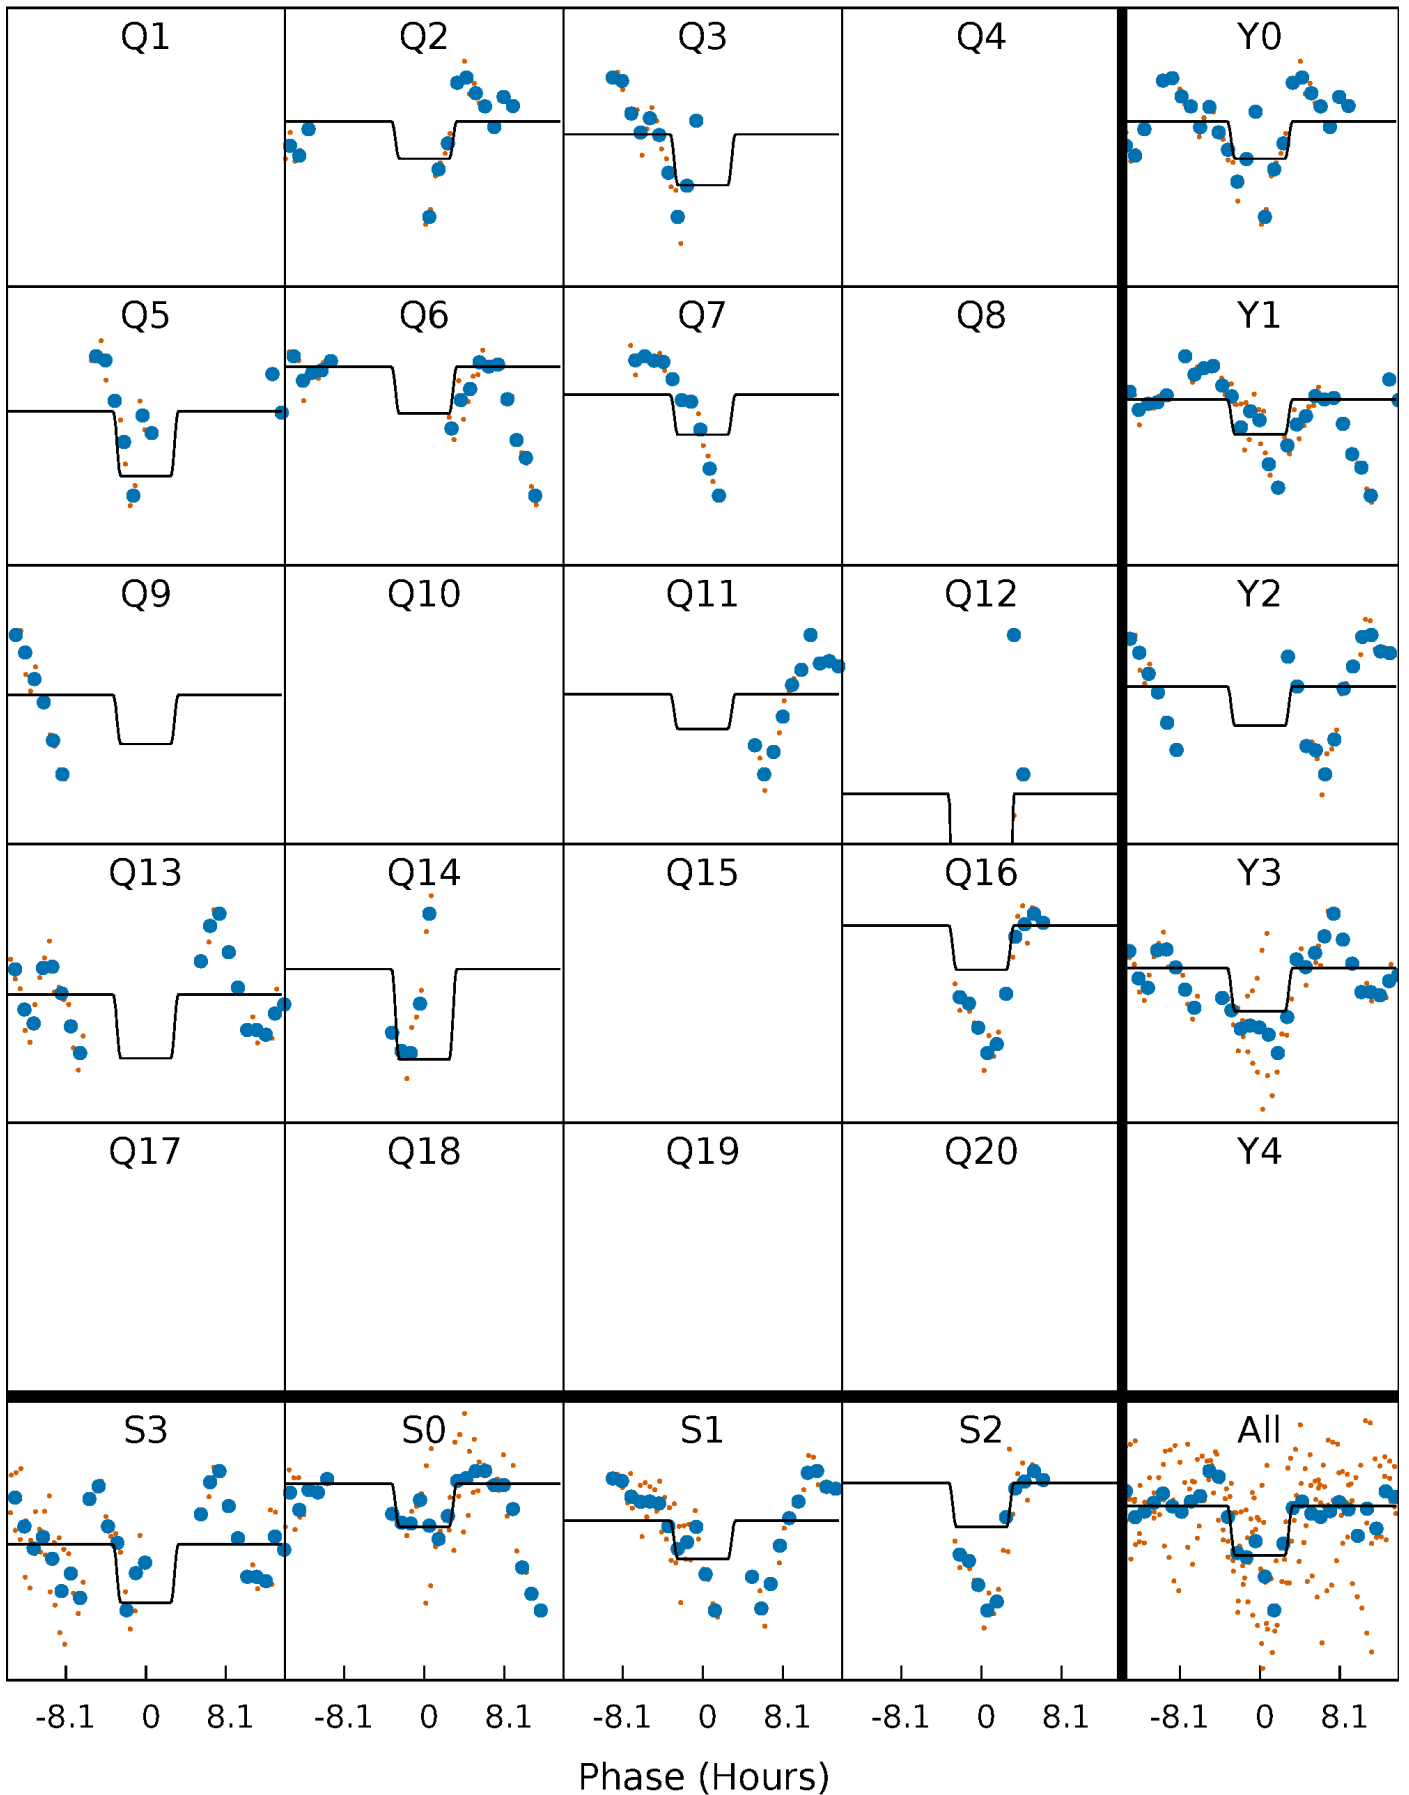 Q1 Q2 Q3 Q4 Y0
Q5 Q6 Q7 Q8 Y1
Q9 Q10 Q11 Q12 Y2
Q13 Q14 Q15 Q16 Y3
Q17 Q18 Q19 Q20 Y4
S3 S0 S1 S2 All
-8.1 0 8.1 -8.1 0 8.1 -8.1 0 8.1 -8.1 0 8.1 -8.1 0 8.1
Phase (Hours)